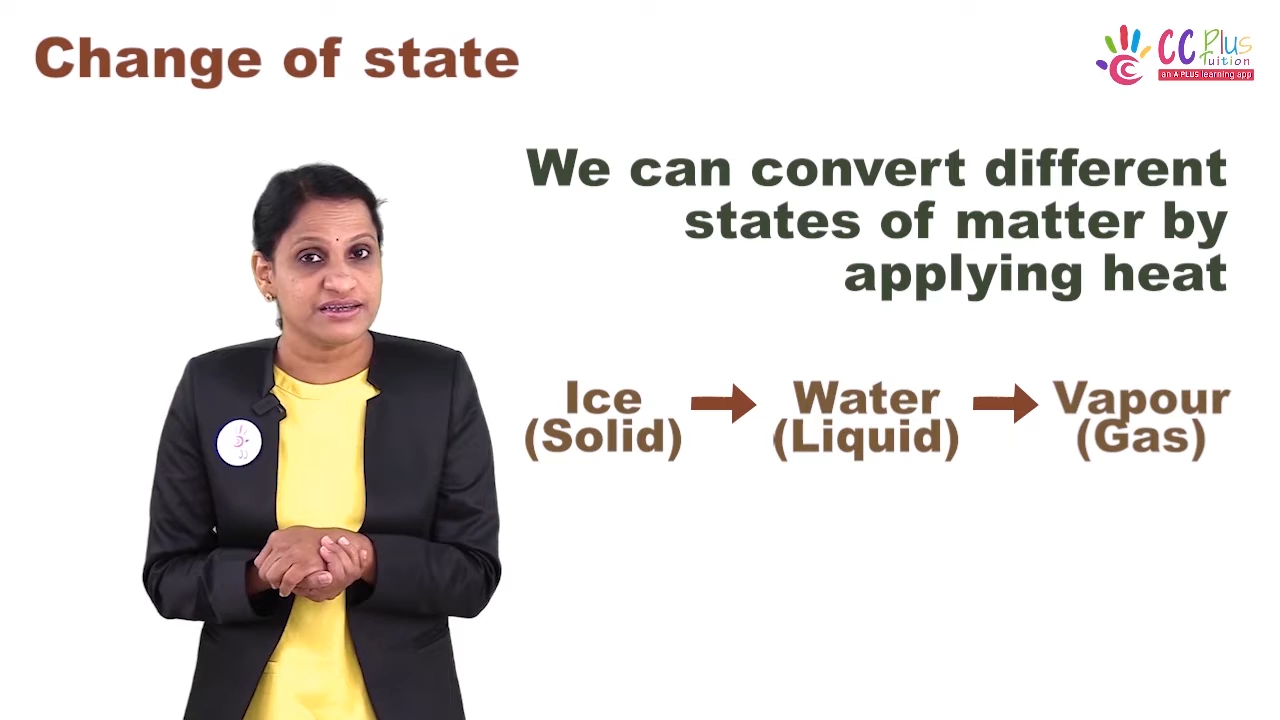 Change of state
CC Plus
Tuition
an A PLUS learning app
We can convert different
states of matter by
applying heat
Ice Water Vapour
(Solid) (Liquid) (Gas)